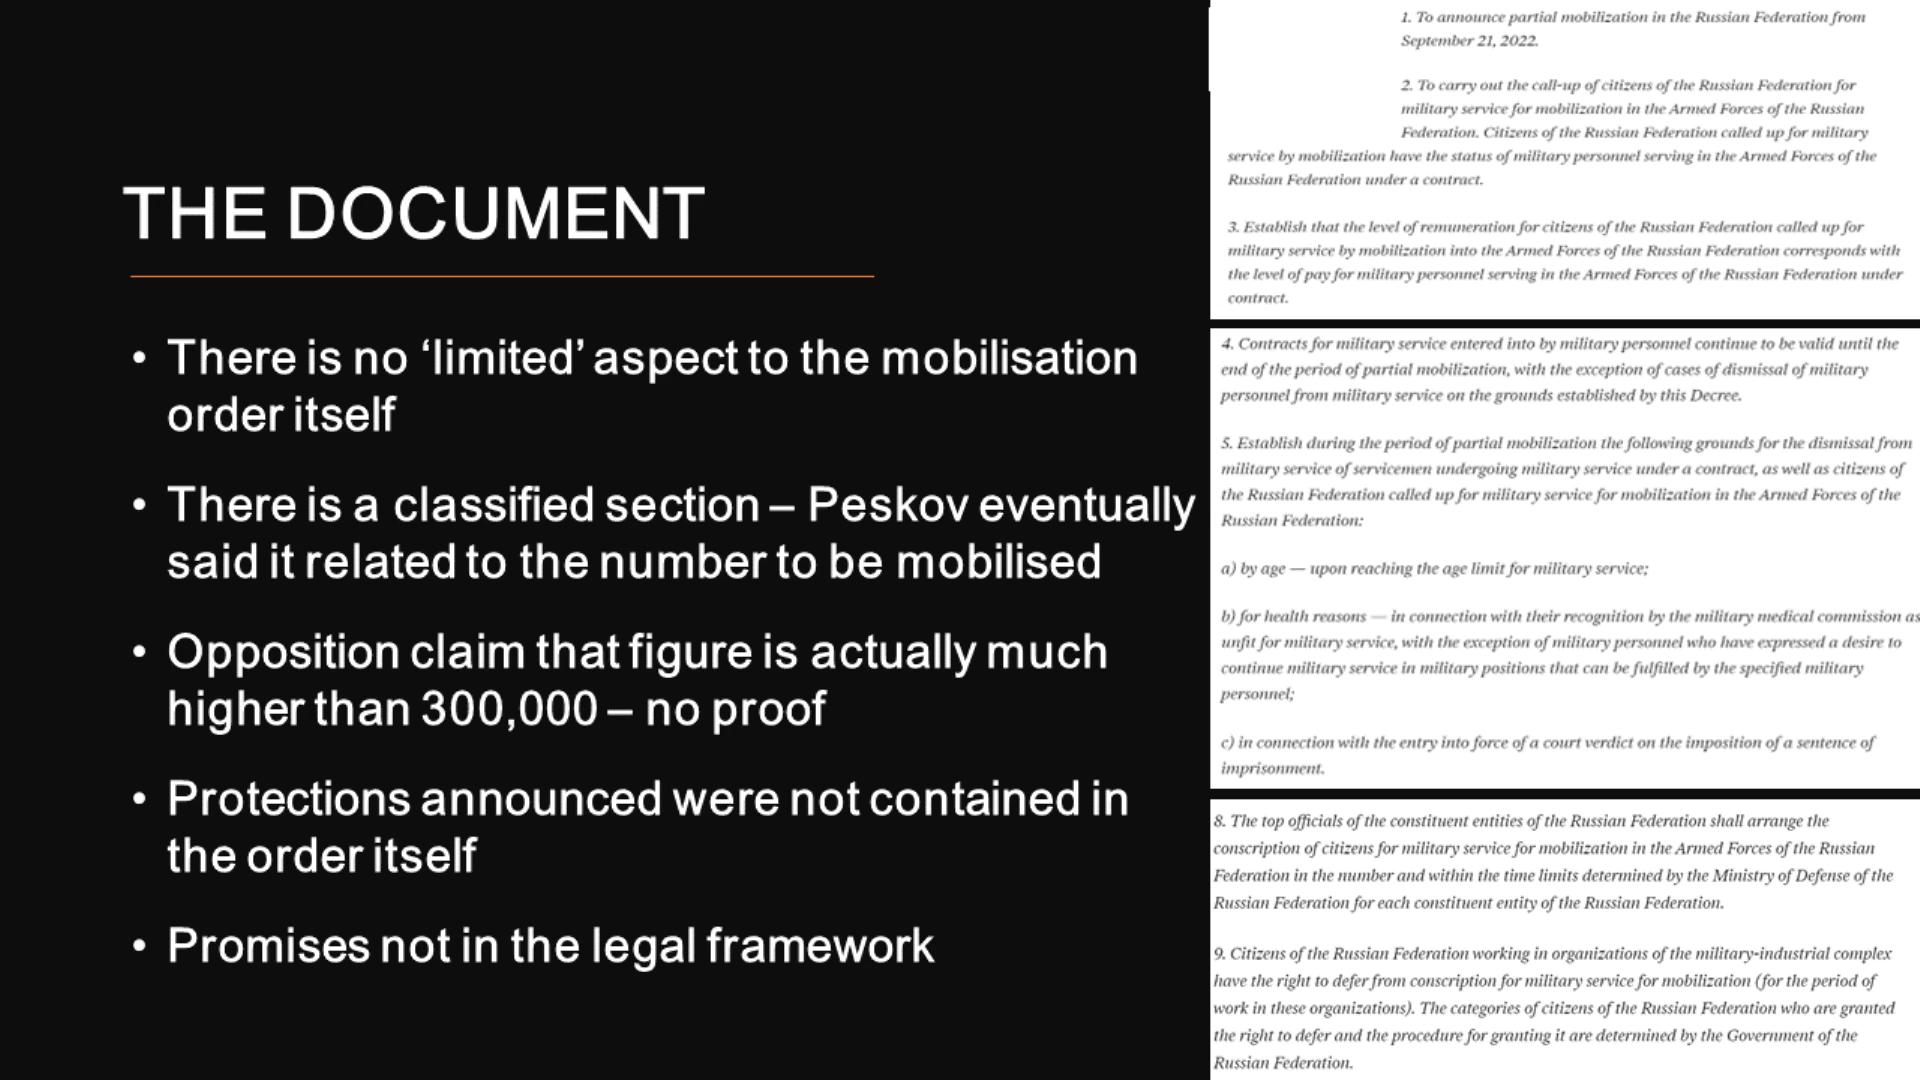 THE DOCUMENT
• There is no ‘limited’ aspect to the mobilisation
order itself
• There is a classified section – Peskov eventually
said it related to the number to be mobilised
• Opposition claim that figure is actually much
higher than 300,000 – no proof
• Protections announced were not contained in
the order itself
• Promises not in the legal framework
1. To announce partial mobilization in the Russian Federation from
September 21, 2022.
2. To carry out the call-up of citizens of the Russian Federation for
military service for mobilization in the Armed Forces of the Russian
Federation. Citizens of the Russian Federation called up for military
service by mobilization have the status of military personnel serving in the Armed Forces of the
Russian Federation under a contract.
3. Establish that the level of remuneration for citizens of the Russian Federation called up for
military service by mobilization into the Armed Forces of the Russian Federation corresponds with
the level of pay for military personnel serving in the Armed Forces of the Russian Federation under
contract.
4. Contracts for military service entered into by military personnel continue to be valid until the
end of the period of partial mobilization, with the exception of cases of dismissal of military
personnel from military service on the grounds established by this Decree.
5. Establish during the period of partial mobilization the following grounds for the dismissal from
military service of servicemen undergoing military service under a contract, as well as citizens of
the Russian Federation called up for military service for mobilization in the Armed Forces of the
Russian Federation:
a) by age — upon reaching the age limit for military service;
b) for health reasons — in connection with their recognition by the military medical commission as
unfit for military service, with the exception of military personnel who have expressed a desire to
continue military service in military positions that can be fulfilled by the specified military
personnel;
c) in connection with the entry into force of a court verdict on the imposition of a sentence of
imprisonment.
8. The top officials of the constituent entities of the Russian Federation shall arrange the
conscription of citizens for military service for mobilization in the Armed Forces of the Russian
Federation in the number and within the time limits determined by the Ministry of Defense of the
Russian Federation for each constituent entity of the Russian Federation.
9. Citizens of the Russian Federation working in organizations of the military-industrial complex
have the right to defer from conscription for military service for mobilization (for the period of
work in these organizations). The categories of citizens of the Russian Federation who are granted
the right to defer and the procedure for granting it are determined by the Government of the
Russian Federation.